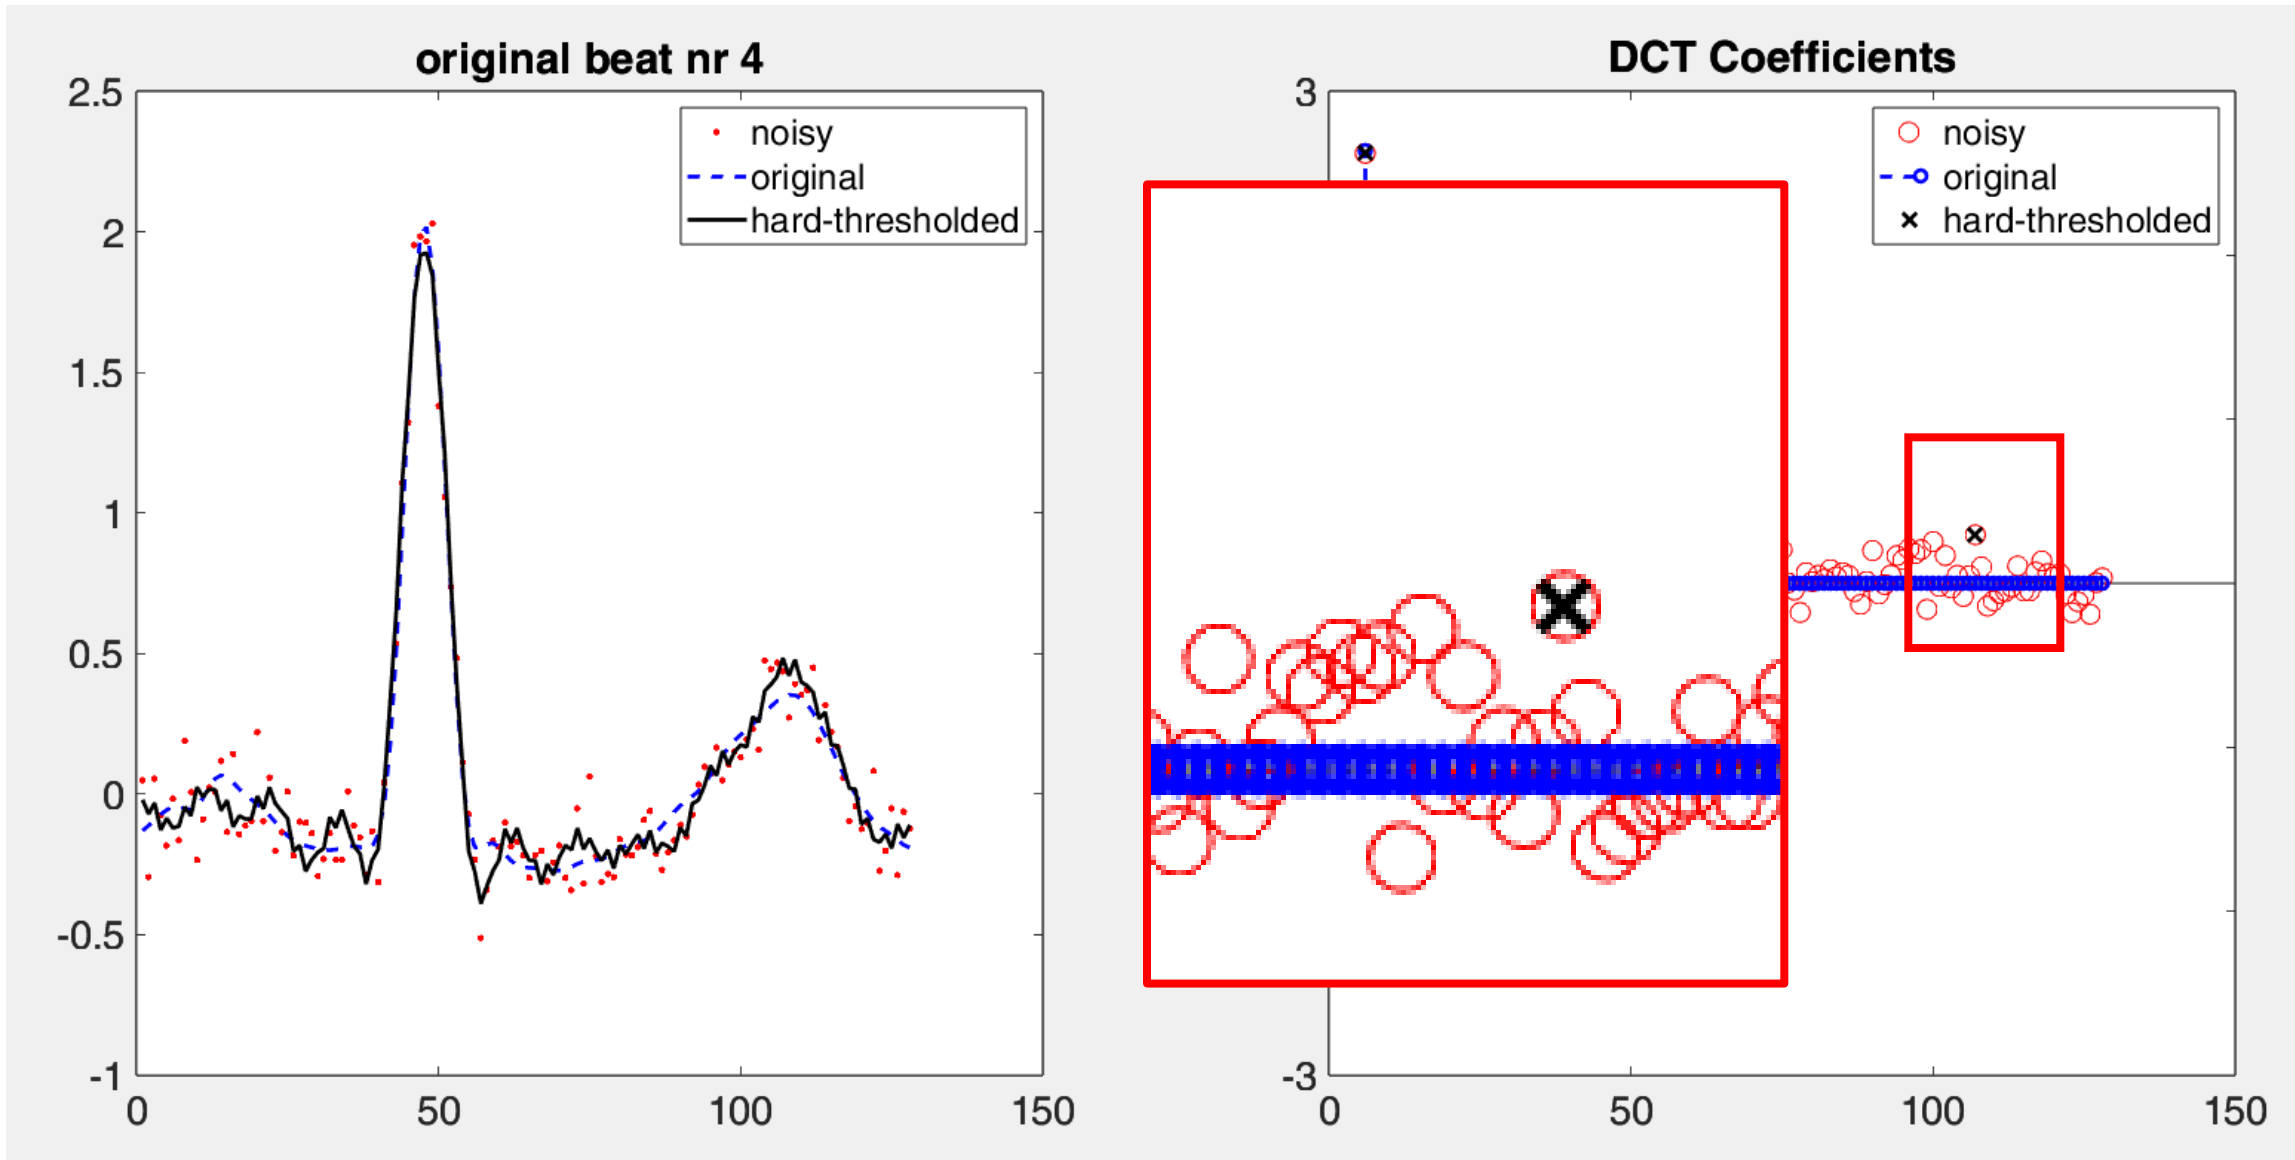 original beat nr 4
2.5
2
1.5
1
0.5
0
-0.5
-1
0
50
100
150
noisy
original
hard-thresholded
DCT Coefficients
3
-3
0
50
100
150
noisy
original
hard-thresholded